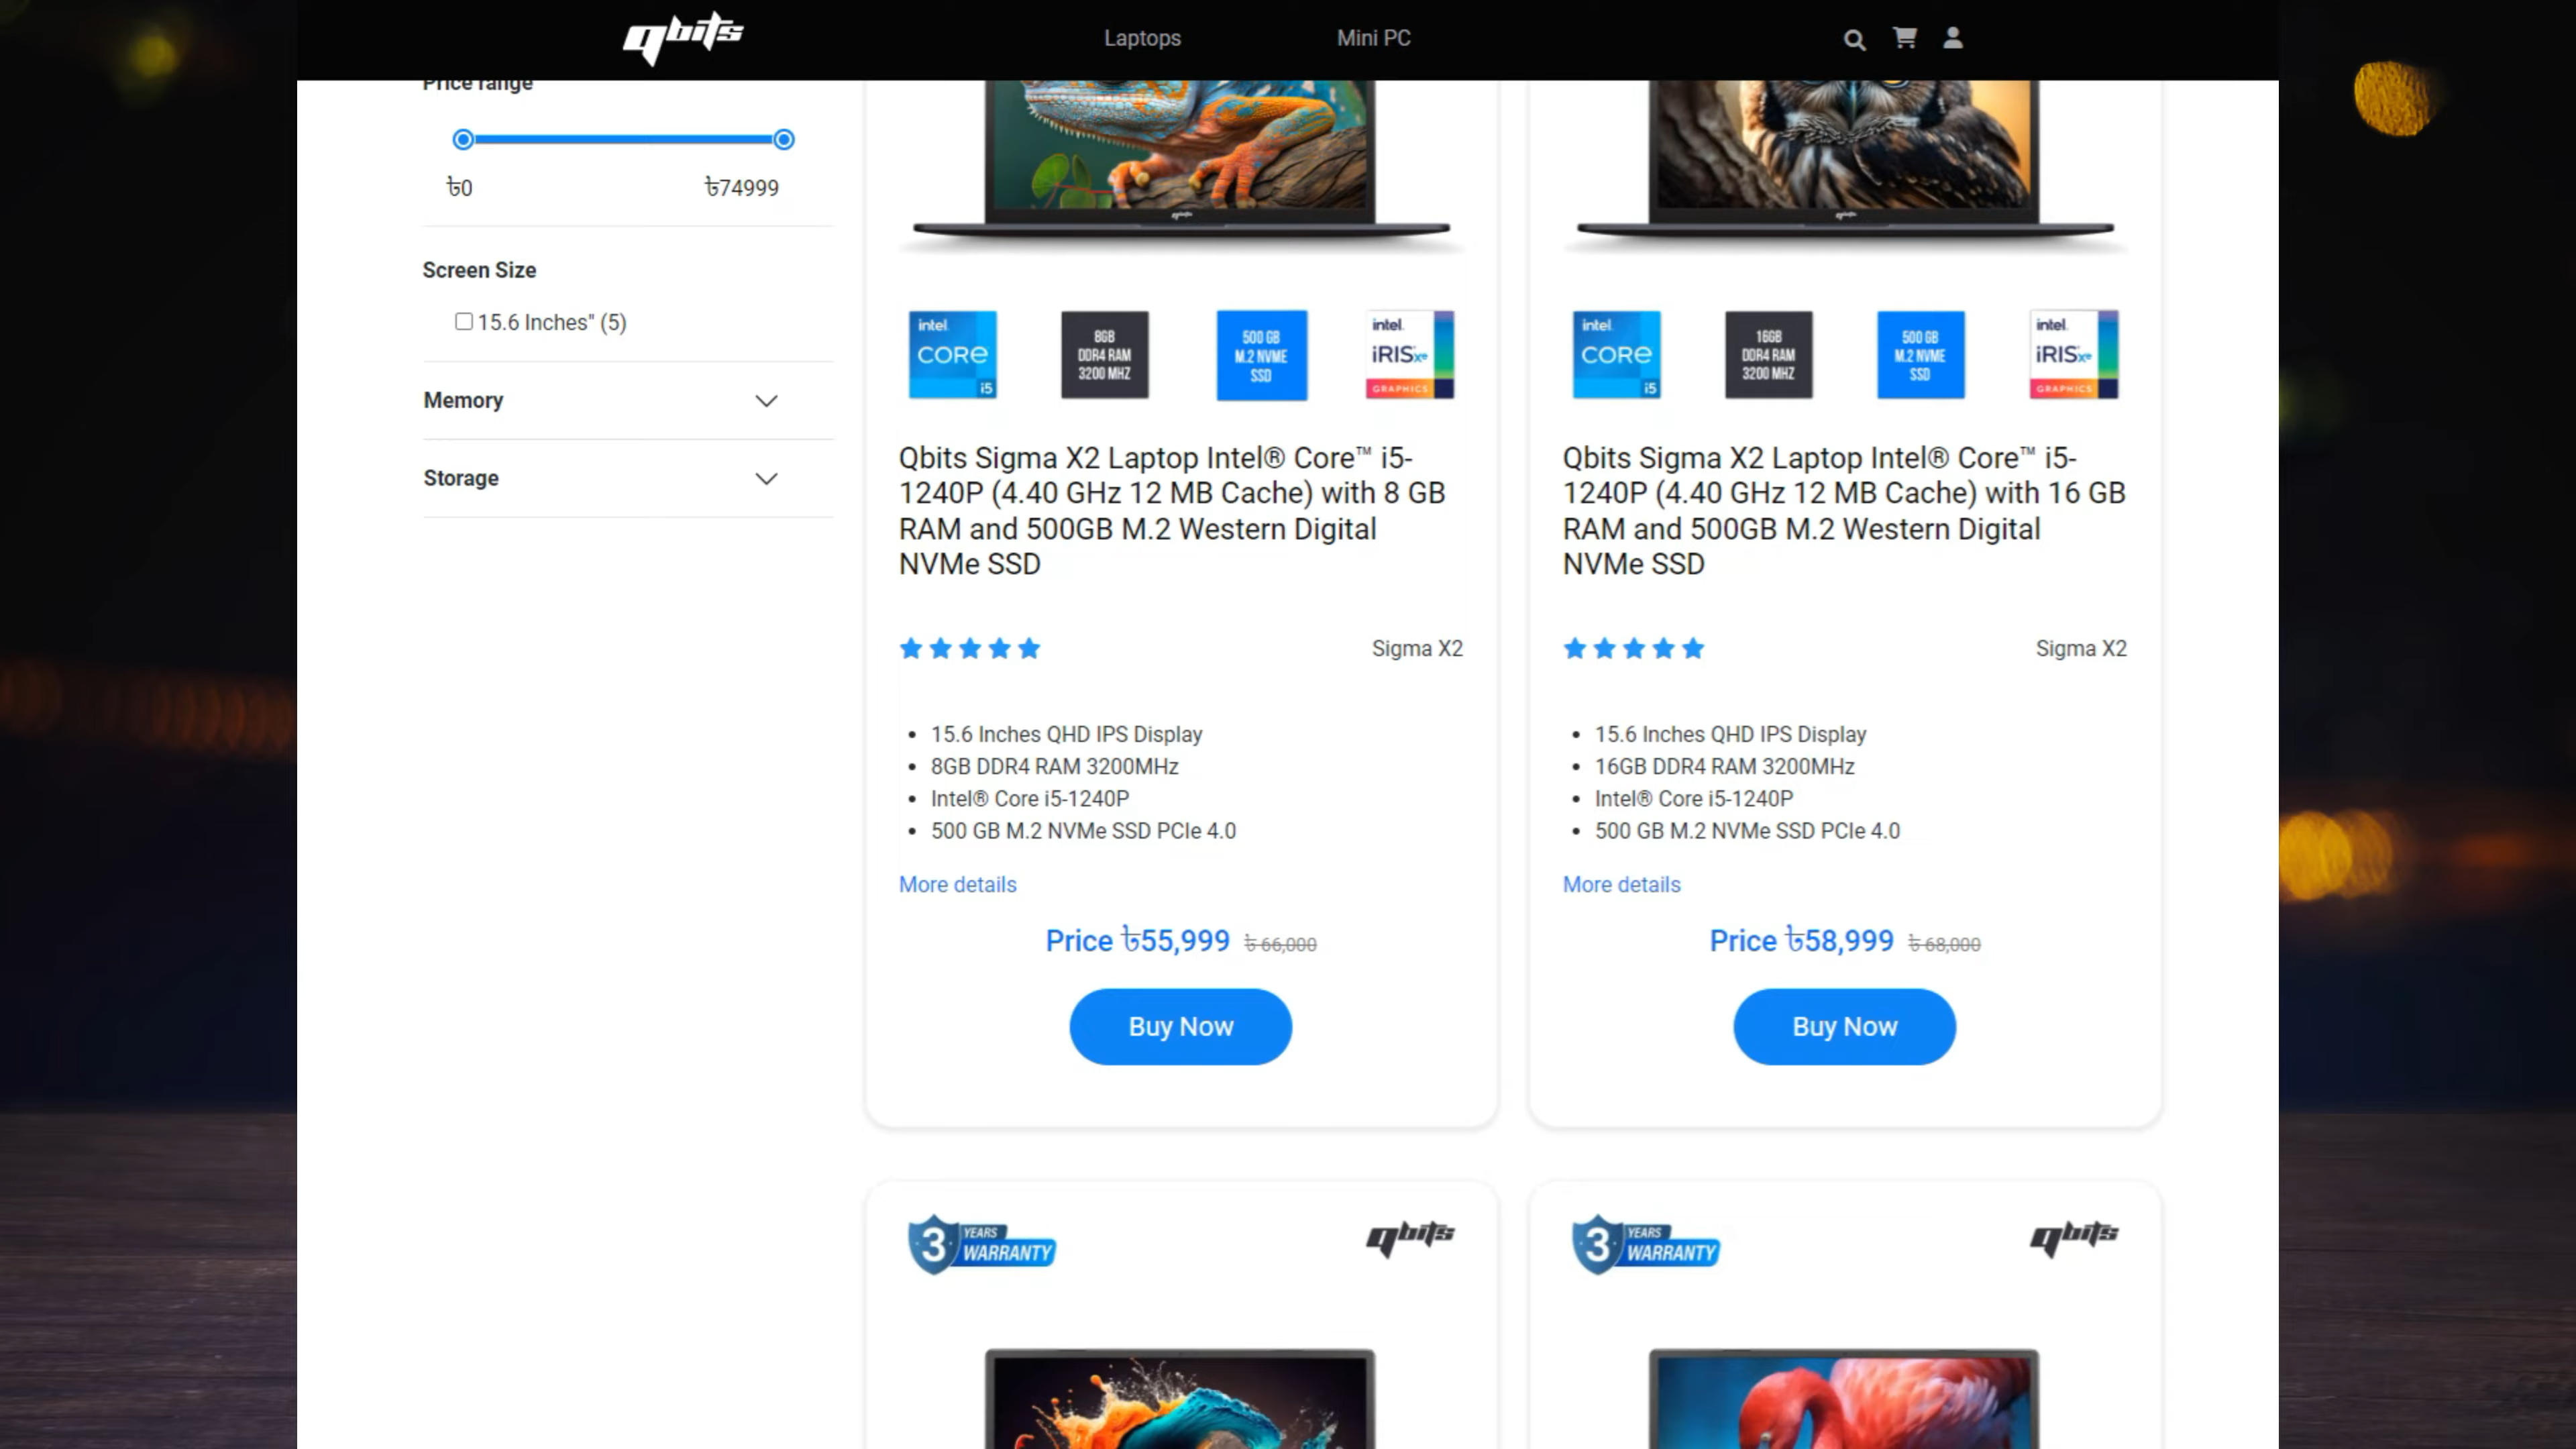 qbits
Laptops
Mini PC
Price range
৳0
৳74999
Screen Size
15.6 Inches" (5)
Memory
Storage
intel.
CORE
i5
8GB
DDR4 RAM
3200 MHZ
500 GB
M.2 NVME
SSD
intel.
iRISxe
GRAPHICS
Qbits Sigma X2 Laptop Intel® Core™ i5-
1240P (4.40 GHz 12 MB Cache) with 8 GB
RAM and 500GB M.2 Western Digital
NVMe SSD
Sigma X2
• 15.6 Inches QHD IPS Display
• 8GB DDR4 RAM 3200MHz
• Intel® Core i5-1240P
• 500 GB M.2 NVMe SSD PCIe 4.0
More details
Price ৳55,999 ৳ 66,000
Buy Now
qbits
intel.
CORE
i5
16GB
DDR4 RAM
3200 MHZ
500 GB
M.2 NVME
SSD
intel.
iRISxe
GRAPHICS
Qbits Sigma X2 Laptop Intel® Core™ i5-
1240P (4.40 GHz 12 MB Cache) with 16 GB
RAM and 500GB M.2 Western Digital
NVMe SSD
Sigma X2
• 15.6 Inches QHD IPS Display
• 16GB DDR4 RAM 3200MHz
• Intel® Core i5-1240P
• 500 GB M.2 NVMe SSD PCIe 4.0
More details
Price ৳58,999 ৳ 68,000
Buy Now
qbits
3 YEARS
WARRANTY
qbits
3 YEARS
WARRANTY
qbits